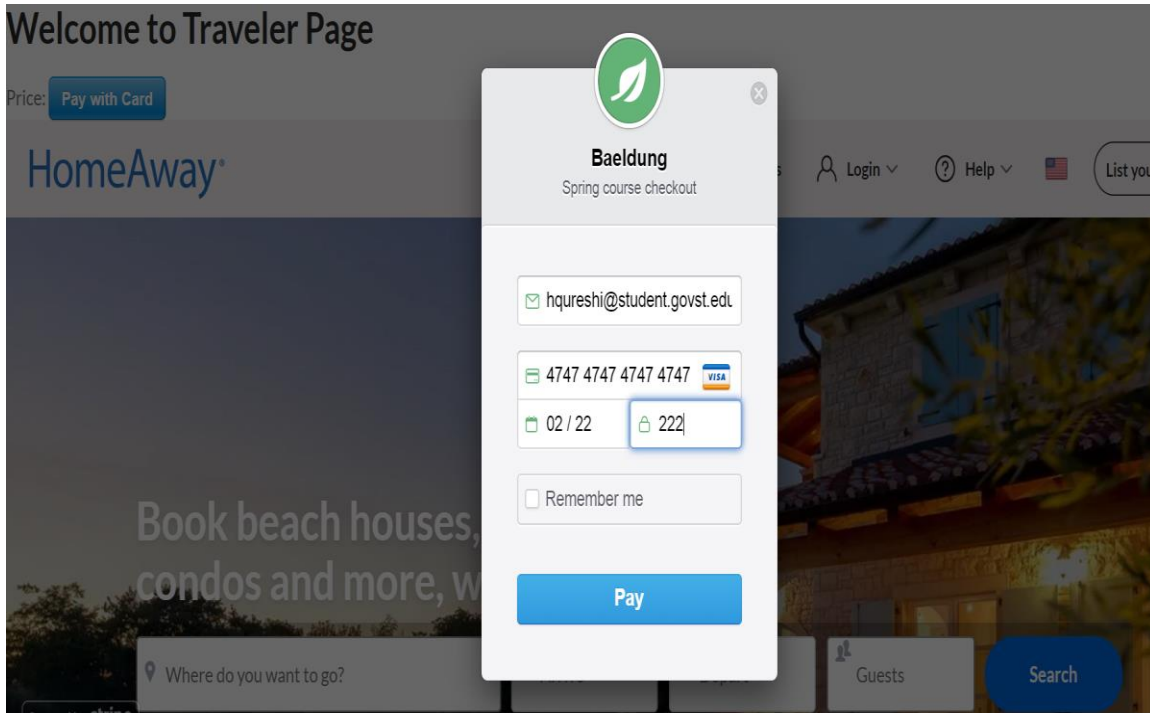 Welcome to Traveler Page
Price: Pay with Card
Baeldung
Spring course checkout
HomeAway®
Login
Help
List you
hqureshi@student.govst.edu
4747 4747 4747 4747 VISA
02 / 22
222
Remember me
Book beach houses,
condos and more, w
Pay
Where do you want to go?
Guests
Search